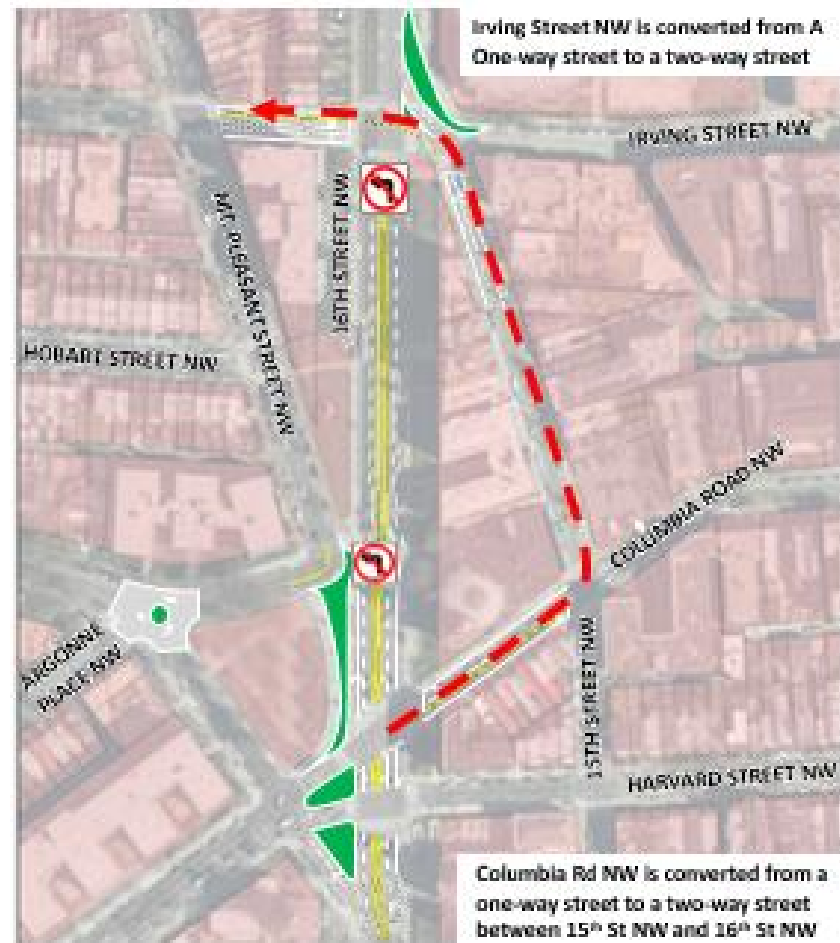 Irving Street NW is converted from A
One-way street to a two-way street
IRVING STREET NW
16TH STREET NW
MT. PLEASANT STREET NW
HOBART STREET NW
COLUMBIA ROAD NW
ARGONNE
PLACE NW
15TH STREET NW
HARVARD STREET NW
Columbia Rd NW is converted from a
one-way street to a two-way street
between 15th St NW and 16th St NW